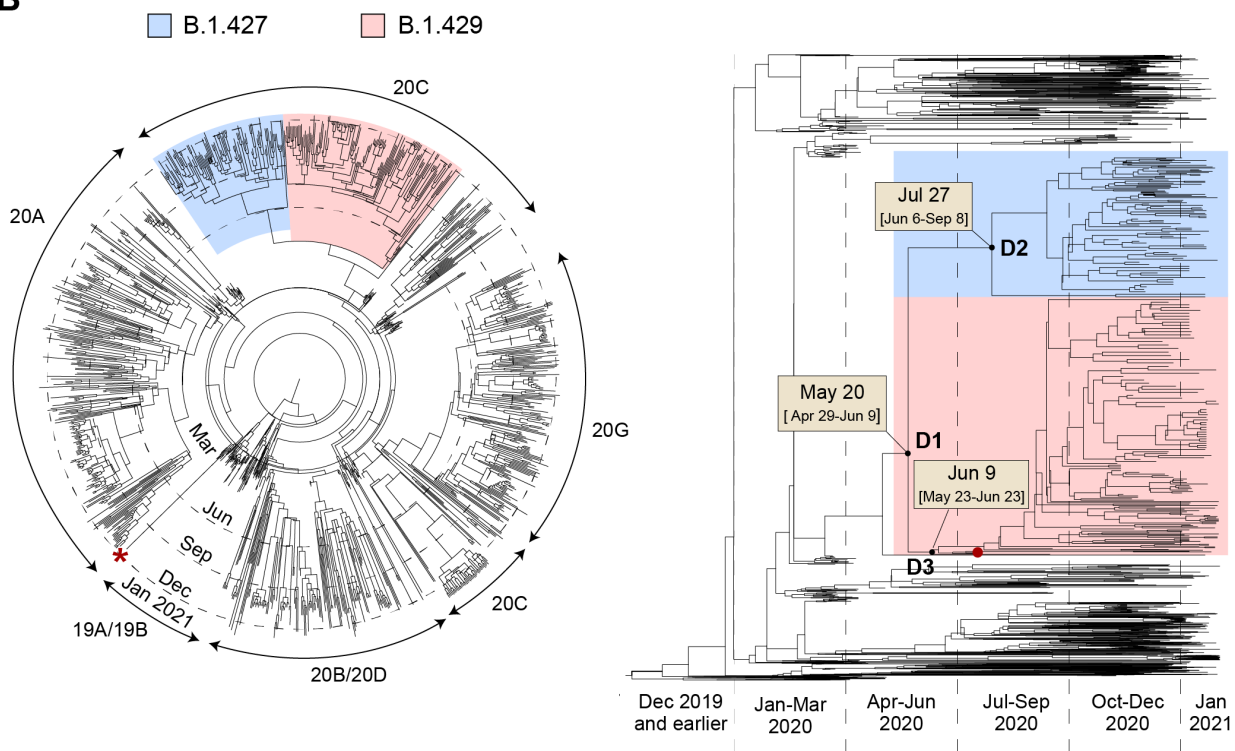 B
B.1.427
B.1.429
20C
20A
20G
Mar
Jun
Sep
Dec
Jan 2021
*
19A/19B
20B/20D
20C
Jul 27
[Jun 6-Sep 8]
D2
May 20
[ Apr 29-Jun 9]
D1
Jun 9
[May 23-Jun 23]
D3
Dec 2019
and earlier
Jan-Mar
2020
Apr-Jun
2020
Jul-Sep
2020
Oct-Dec
2020
Jan
2021